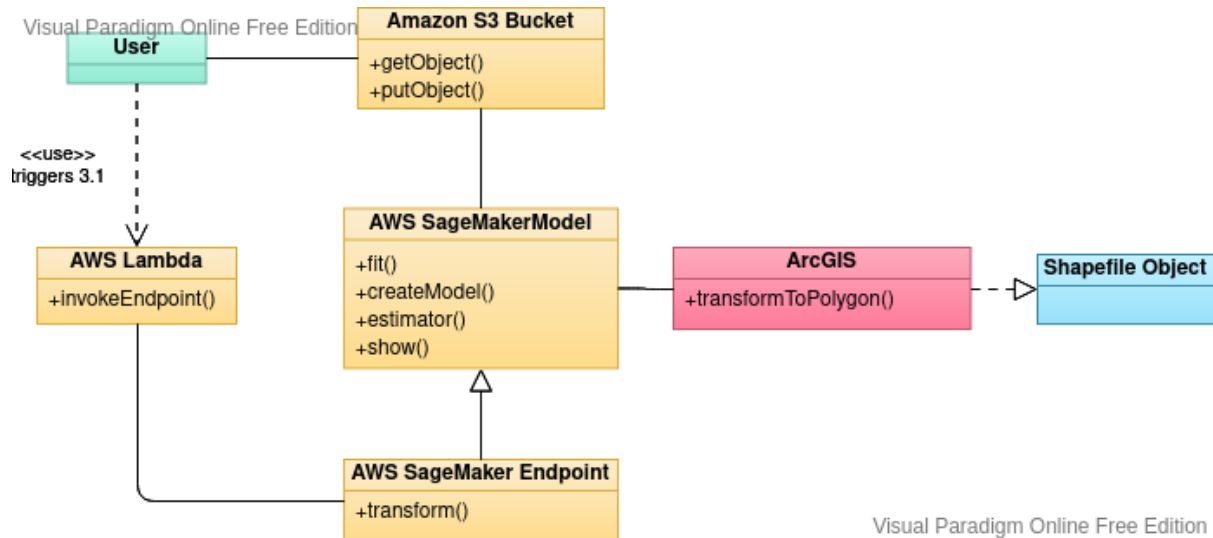 Visual Paradigm Online Free Edition
User
Amazon S3 Bucket
+getObject()
+putObject()
<<use>>
triggers 3.1
AWS Lambda
+invokeEndpoint()
AWS SageMakerModel
+fit()
+createModel()
+estimator()
+show()
ArcGIS
+transformToPolygon()
Shapefile Object
AWS SageMaker Endpoint
+transform()
Visual Paradigm Online Free Edition